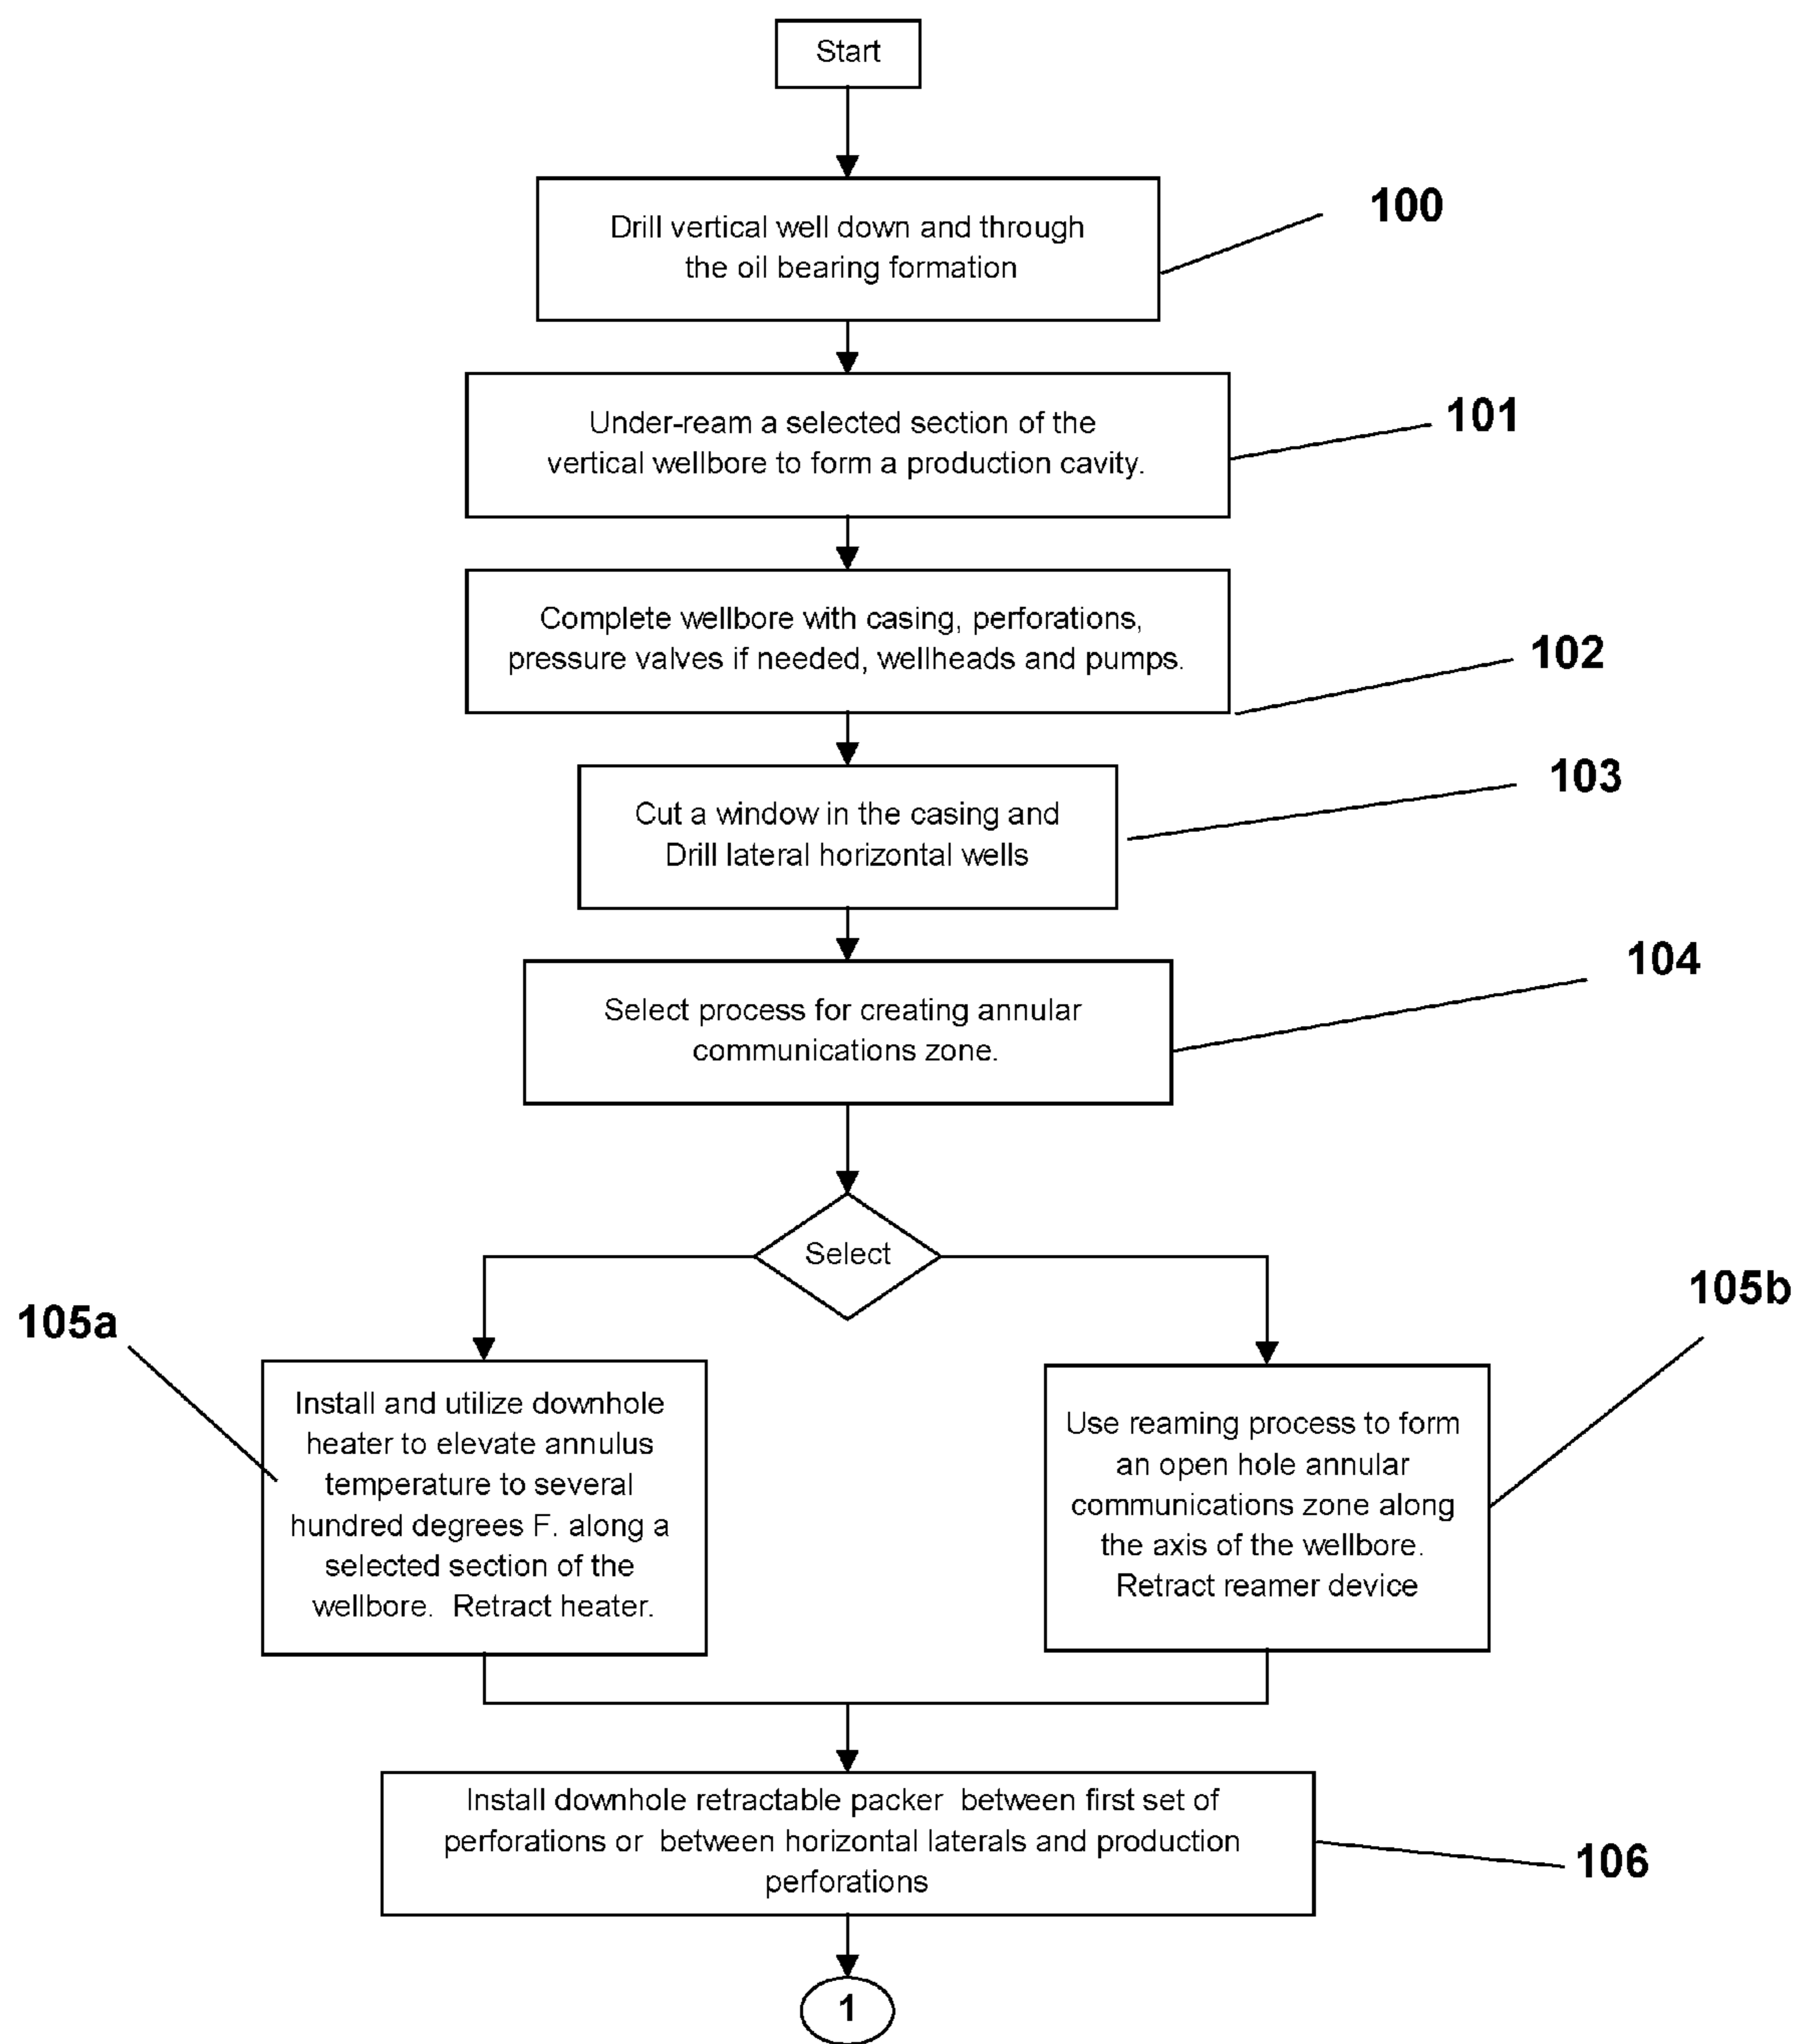 Start
Drill vertical well down and through
the oil bearing formation
100
Under-ream a selected section of the
vertical wellbore to form a production cavity.
101
Complete wellbore with casing, perforations,
pressure valves if needed, wellheads and pumps.
102
Cut a window in the casing and
Drill lateral horizontal wells
103
Select process for creating annular
communications zone.
104
Select
105a
Install and utilize downhole
heater to elevate annulus
temperature to several
hundred degrees F. along a
selected section of the
wellbore.  Retract heater.
105b
Use reaming process to form
an open hole annular
communications zone along
the axis of the wellbore.
Retract reamer device
Install downhole retractable packer  between first set of
perforations or  between horizontal laterals and production
perforations
106
1